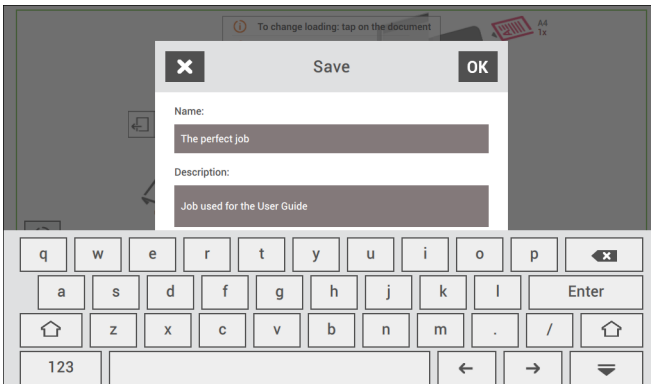 To change loading: tap on the document
A4
1x
Save
OK
Name:
The perfect job
Description:
Job used for the User Guide
q w e r t y u i o p
a s d f g h j k l Enter
z x c v b n m . /
123